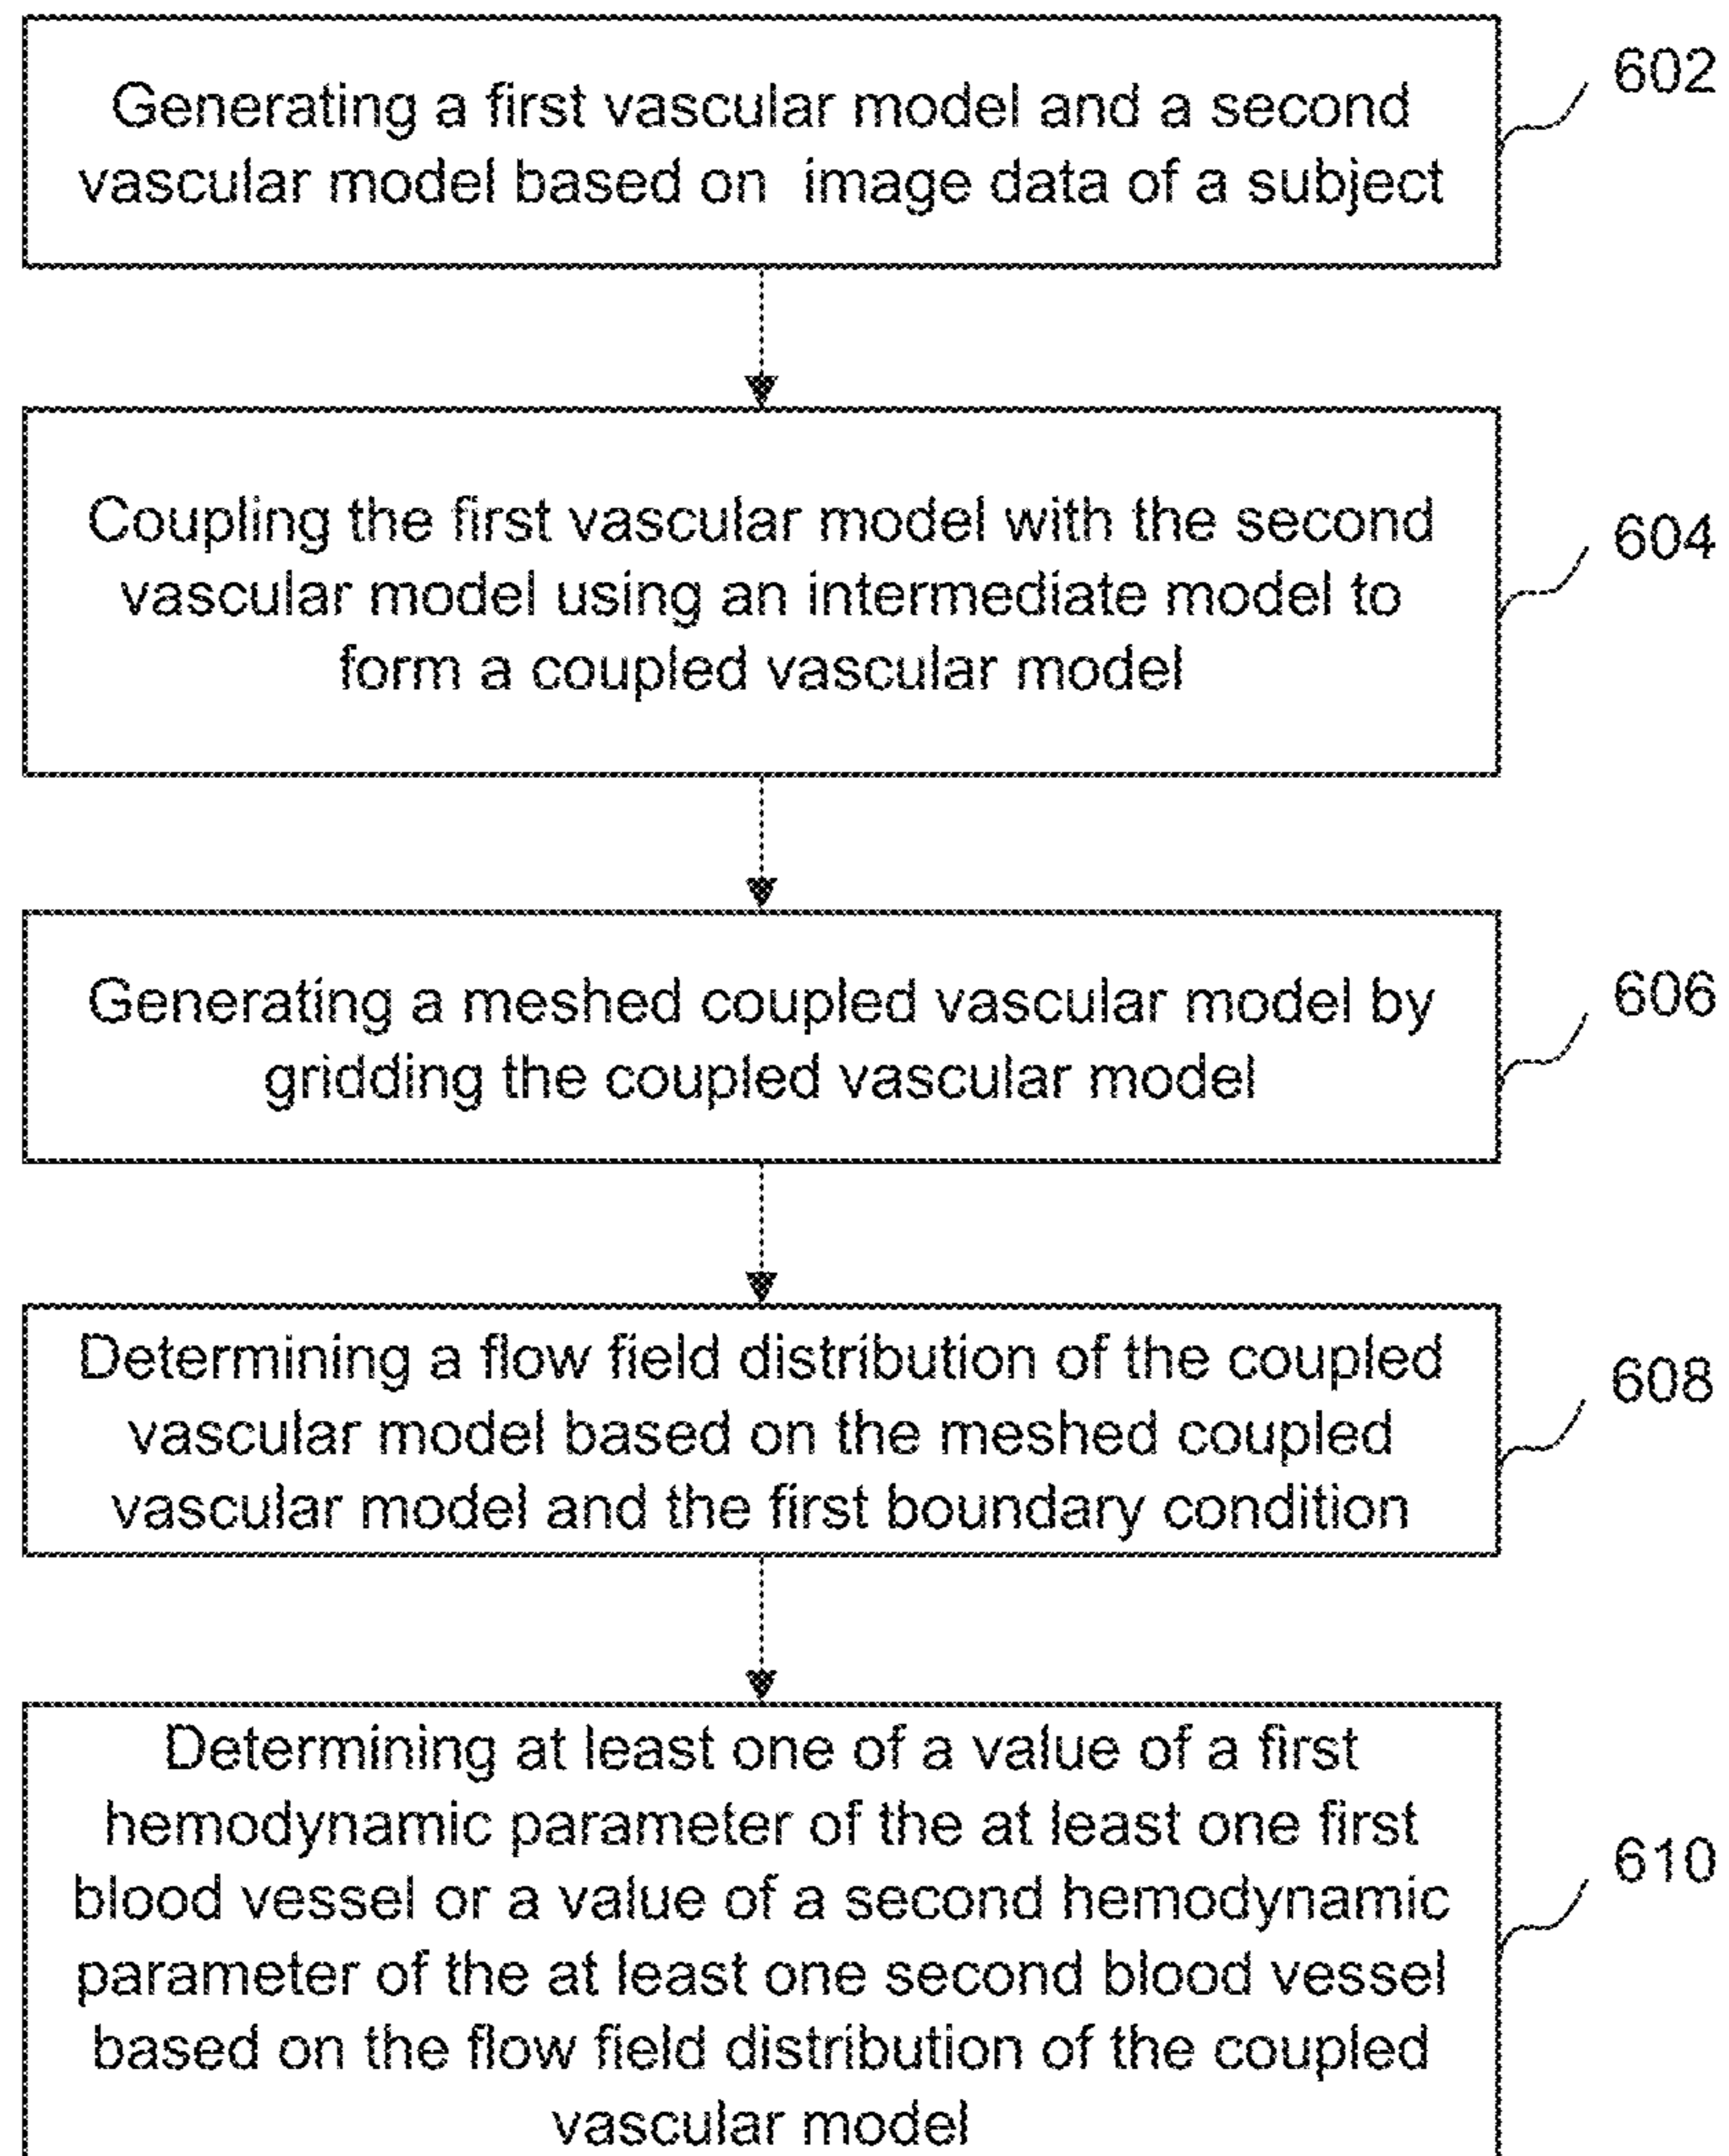 Generating a first vascular model and a second
vascular model based on image data of a subject
602
Coupling the first vascular model with the second
vascular model using an intermediate model to
form a coupled vascular model
604
Generating a meshed coupled vascular model by
gridding the coupled vascular model
606
Determining a flow field distribution of the coupled
vascular model based on the meshed coupled
vascular model and the first boundary condition
608
Determining at least one of a value of a first
hemodynamic parameter of the at least one first
blood vessel or a value of a second hemodynamic
parameter of the at least one second blood vessel
based on the flow field distribution of the coupled
vascular model
610